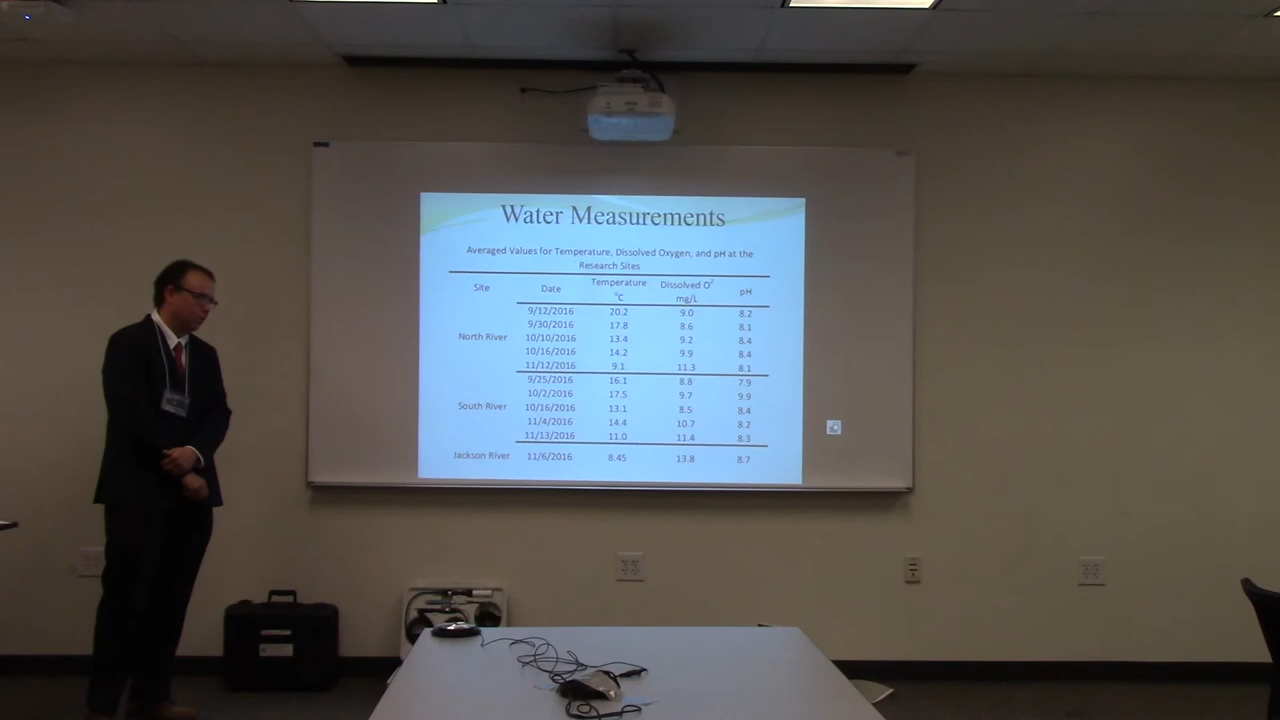 Water Measurements
Averaged Values for Temperature, Dissolved Oxygen, and pH at the
Research Sites
Site Date Temperature °C Dissolved O² mg/L pH
North River
9/12/2016 20.2 9.0 8.2
9/30/2016 17.8 8.6 8.1
10/10/2016 13.4 9.2 8.4
10/16/2016 14.2 9.9 8.4
11/12/2016 9.1 11.3 8.1
South River
9/25/2016 16.1 8.8 7.9
10/2/2016 17.5 9.7 9.9
10/16/2016 13.1 8.5 8.4
11/4/2016 14.4 10.7 8.2
11/13/2016 11.0 11.4 8.3
Jackson River 11/6/2016 8.45 13.8 8.7